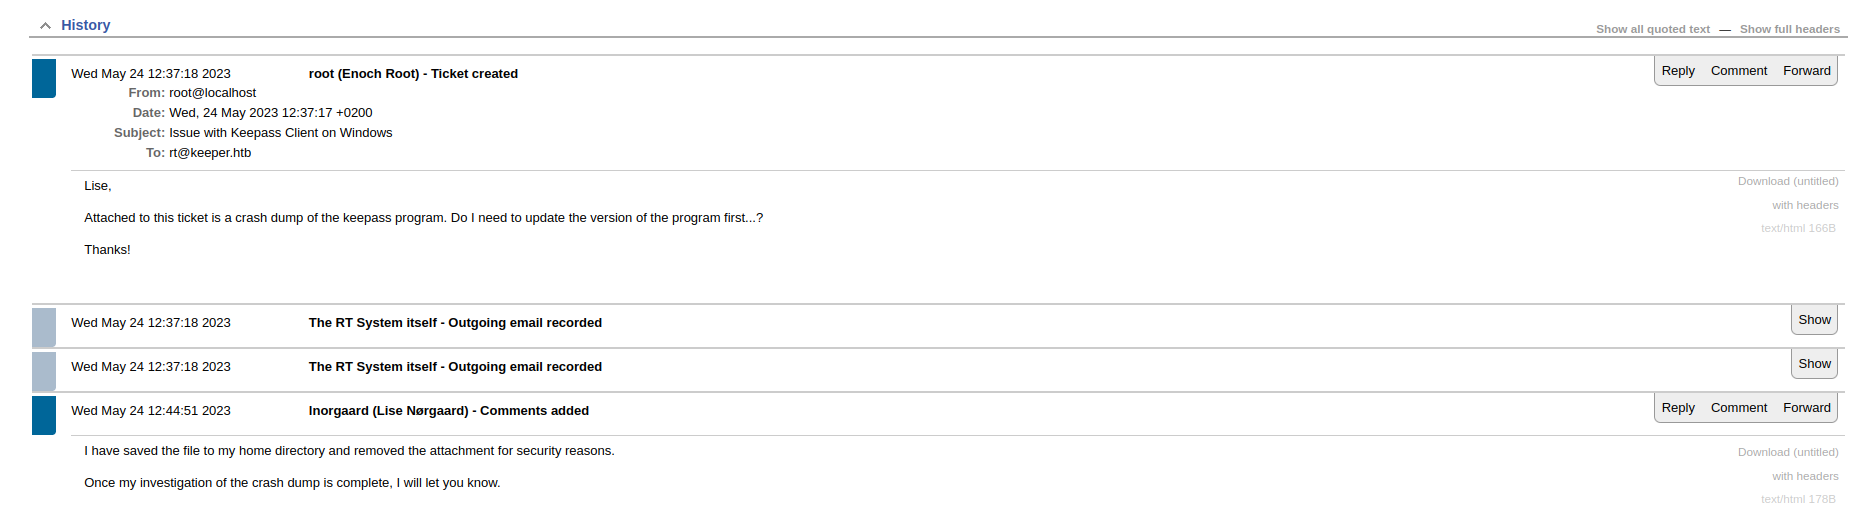 History
Show all quoted text — Show full headers
Wed May 24 12:37:18 2023 root (Enoch Root) - Ticket created Reply Comment Forward
From: root@localhost
Date: Wed, 24 May 2023 12:37:17 +0200
Subject: Issue with Keepass Client on Windows
To: rt@keeper.htb
Lise,
Download (untitled)
with headers
Attached to this ticket is a crash dump of the keepass program. Do I need to update the version of the program first...?
text/html 166B
Thanks!
Wed May 24 12:37:18 2023 The RT System itself - Outgoing email recorded Show
Wed May 24 12:37:18 2023 The RT System itself - Outgoing email recorded Show
Wed May 24 12:44:51 2023 lnorgaard (Lise Nørgaard) - Comments added Reply Comment Forward
I have saved the file to my home directory and removed the attachment for security reasons.
Download (untitled)
with headers
Once my investigation of the crash dump is complete, I will let you know.
text/html 178B